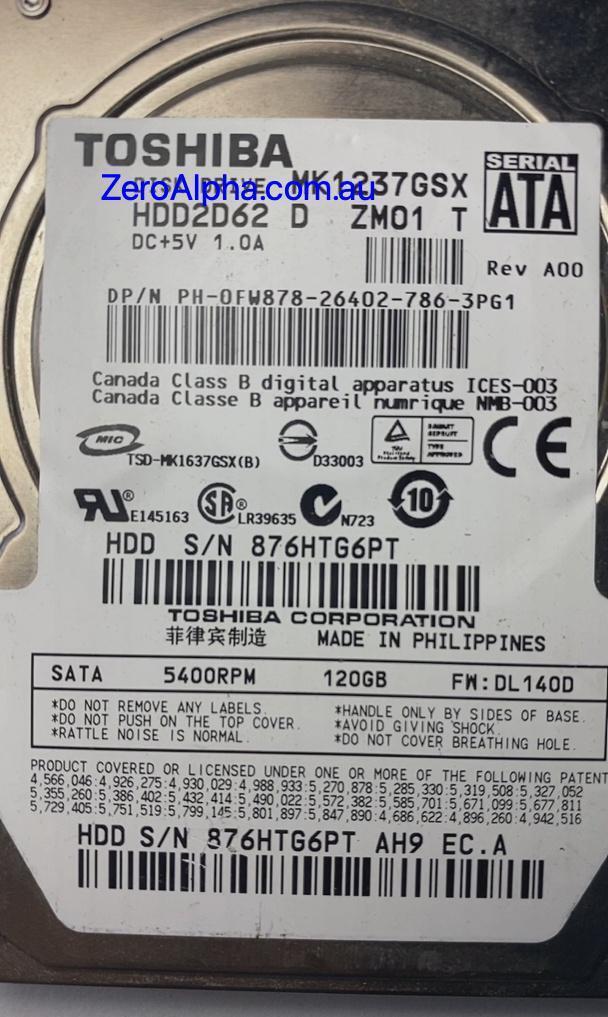 TOSHIBA
DISK DRIVE MK1237GSX
ZeroAlpha.com.au
SERIAL
ATA
HDD2D62 D ZM01 T
DC+5V 1.0A
Rev A00
DP/N PH-0FW878-26402-786-3PG1
Canada Class B digital apparatus ICES-003
Canada Classe B appareil numrique NMB-003
MIC
TSD-MK1637GSX(B)
D33003
CE
E145163
LR39635
N723
10
HDD S/N 876HTG6PT
TOSHIBA CORPORATION
菲律宾制造 MADE IN PHILIPPINES
SATA 5400RPM 120GB FW:DL140D
*DO NOT REMOVE ANY LABELS.
*DO NOT PUSH ON THE TOP COVER.
*RATTLE NOISE IS NORMAL.
*HANDLE ONLY BY SIDES OF BASE.
*AVOID GIVING SHOCK.
*DO NOT COVER BREATHING HOLE.
PRODUCT COVERED OR LICENSED UNDER ONE OR MORE OF THE FOLLOWING PATENT
4,566,046:4,926,275:4,930,029:4,988,933:5,270,878:5,285,330:5,319,508:5,327,052
5,355,260:5,386,402:5,432,414:5,490,022:5,572,382:5,585,701:5,671,099:5,677,811
5,729,405:5,751,519:5,799,145:5,801,897:5,847,890:4,686,622:4,896,260:4,942,516
HDD S/N 876HTG6PT AH9 EC.A